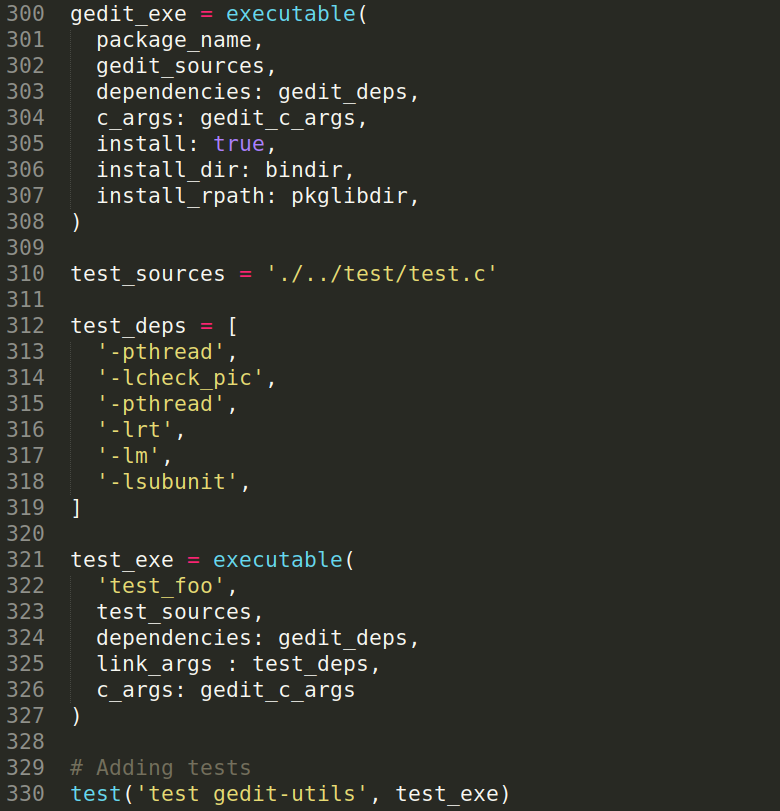 300 gedit_exe = executable(
301   package_name,
302   gedit_sources,
303   dependencies: gedit_deps,
304   c_args: gedit_c_args,
305   install: true,
306   install_dir: bindir,
307   install_rpath: pkglibdir,
308 )
309
310 test_sources = './../test/test.c'
311
312 test_deps = [
313   '-pthread',
314   '-lcheck_pic',
315   '-pthread',
316   '-lrt',
317   '-lm',
318   '-lsubunit',
319 ]
320
321 test_exe = executable(
322   'test_foo',
323   test_sources,
324   dependencies: gedit_deps,
325   link_args : test_deps,
326   c_args: gedit_c_args
327 )
328
329 # Adding tests
330 test('test gedit-utils', test_exe)